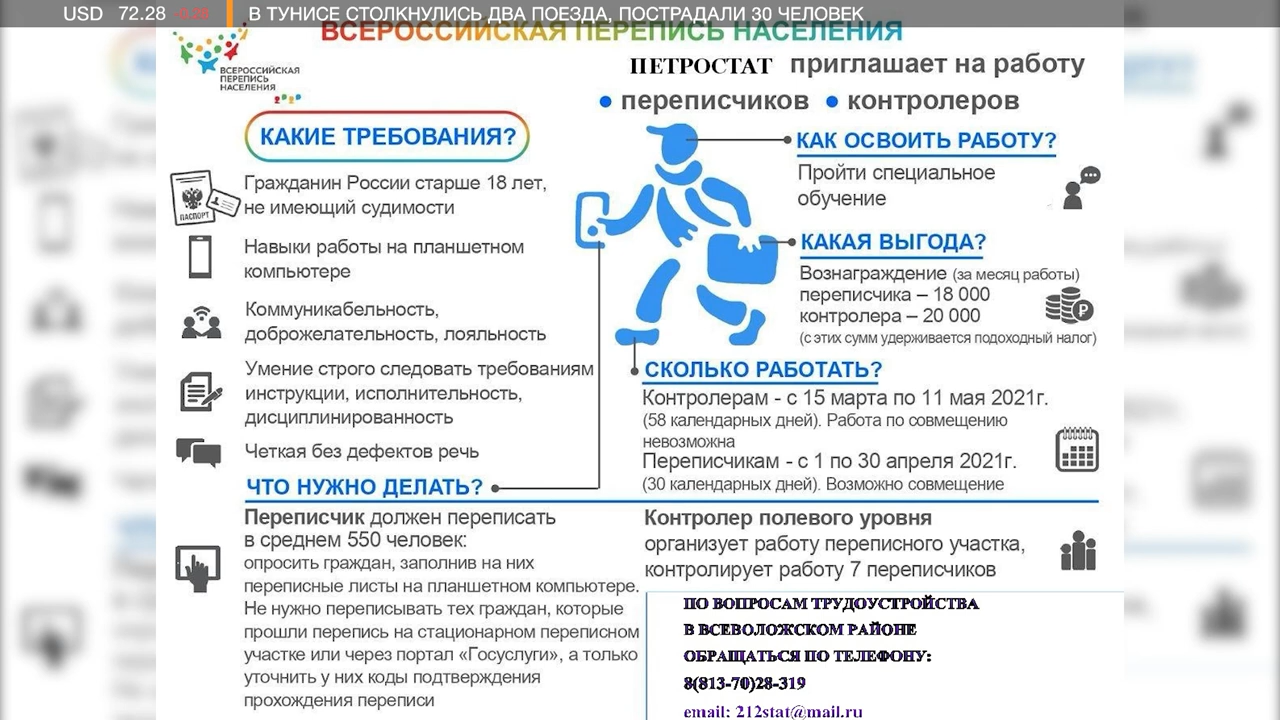 USD 72.28 -0.28 В ТУНИСЕ СТОЛКНУЛИСЬ ДВА ПОЕЗДА, ПОСТРАДАЛИ 30 ЧЕЛОВЕК
ВСЕРОССИЙСКАЯ ПЕРЕПИСЬ НАСЕЛЕНИЯ
ВСЕРОССИЙСКАЯ
ПЕРЕПИСЬ
НАСЕЛЕНИЯ
ПЕТРОСТАТ приглашает на работу
● переписчиков ● контролеров
КАКИЕ ТРЕБОВАНИЯ?
ПАСПОРТ
Гражданин России старше 18 лет,
не имеющий судимости
Навыки работы на планшетном
компьютере
Коммуникабельность,
доброжелательность, лояльность
Умение строго следовать требованиям
инструкции, исполнительность,
дисциплинированность
Четкая без дефектов речь
КАК ОСВОИТЬ РАБОТУ?
Пройти специальное
обучение
КАКАЯ ВЫГОДА?
Вознаграждение (за месяц работы)
переписчика – 18 000
контролера – 20 000
(с этих сумм удерживается подоходный налог)
СКОЛЬКО РАБОТАТЬ?
Контролерам - с 15 марта по 11 мая 2021г.
(58 календарных дней). Работа по совмещению
невозможна
Переписчикам - с 1 по 30 апреля 2021г.
(30 календарных дней). Возможно совмещение
ЧТО НУЖНО ДЕЛАТЬ?
Переписчик должен переписать
в среднем 550 человек:
опросить граждан, заполнив на них
переписные листы на планшетном компьютере.
Не нужно переписывать тех граждан, которые
прошли перепись на стационарном переписном
участке или через портал «Госуслуги», а только
уточнить у них коды подтверждения
прохождения переписи
Контролер полевого уровня
организует работу переписного участка,
контролирует работу 7 переписчиков
ПО ВОПРОСАМ ТРУДОУСТРОЙСТВА
В ВСЕВОЛОЖСКОМ РАЙОНЕ
ОБРАЩАТЬСЯ ПО ТЕЛЕФОНУ:
8(813-70)28-319
email: 212stat@mail.ru